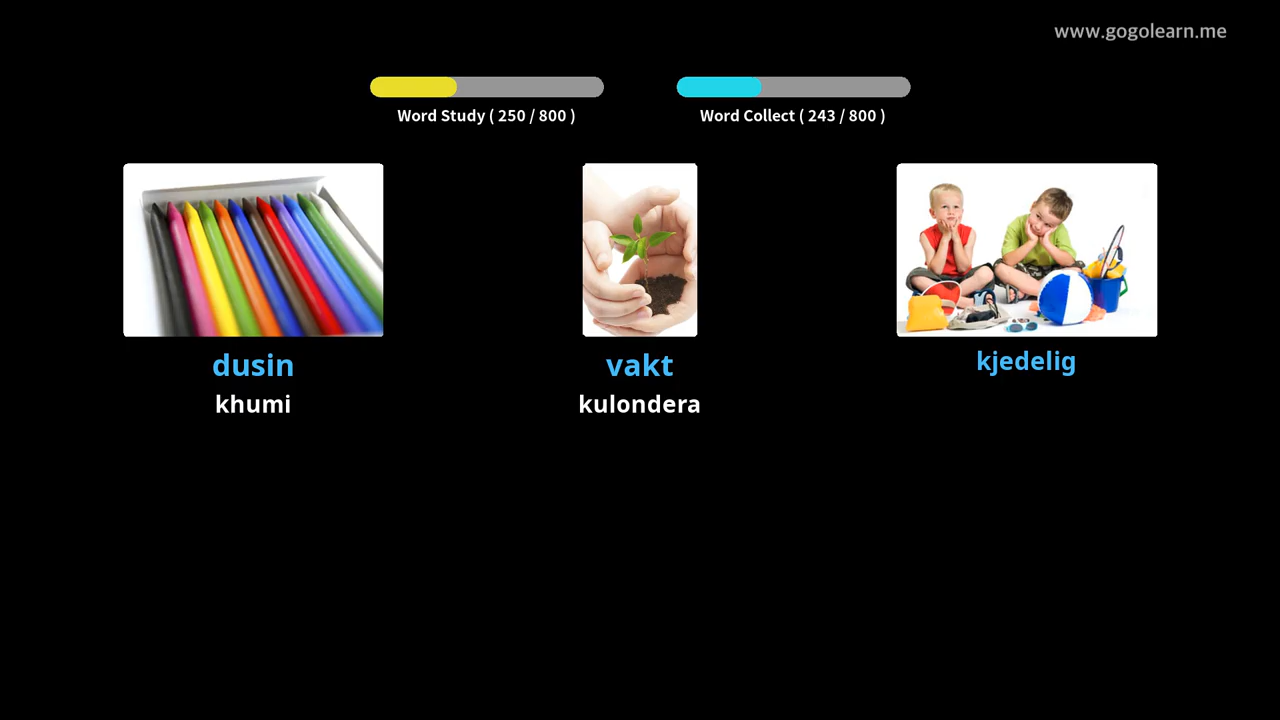 www.gogolearn.me
Word Study ( 250 / 800 )
Word Collect ( 243 / 800 )
dusin
khumi
vakt
kulondera
kjedelig